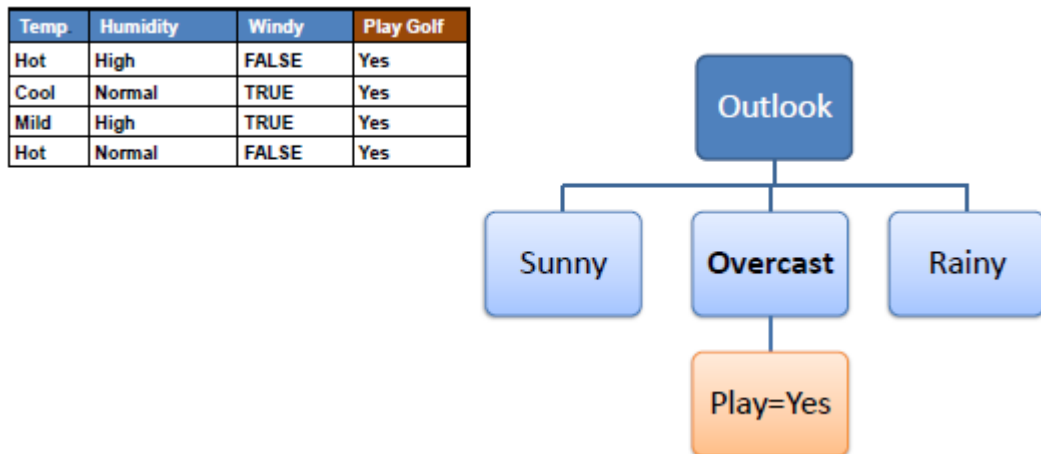 Temp. Humidity Windy Play Golf
Hot High FALSE Yes
Cool Normal TRUE Yes
Mild High TRUE Yes
Hot Normal FALSE Yes
Outlook
Sunny Overcast Rainy
Play=Yes